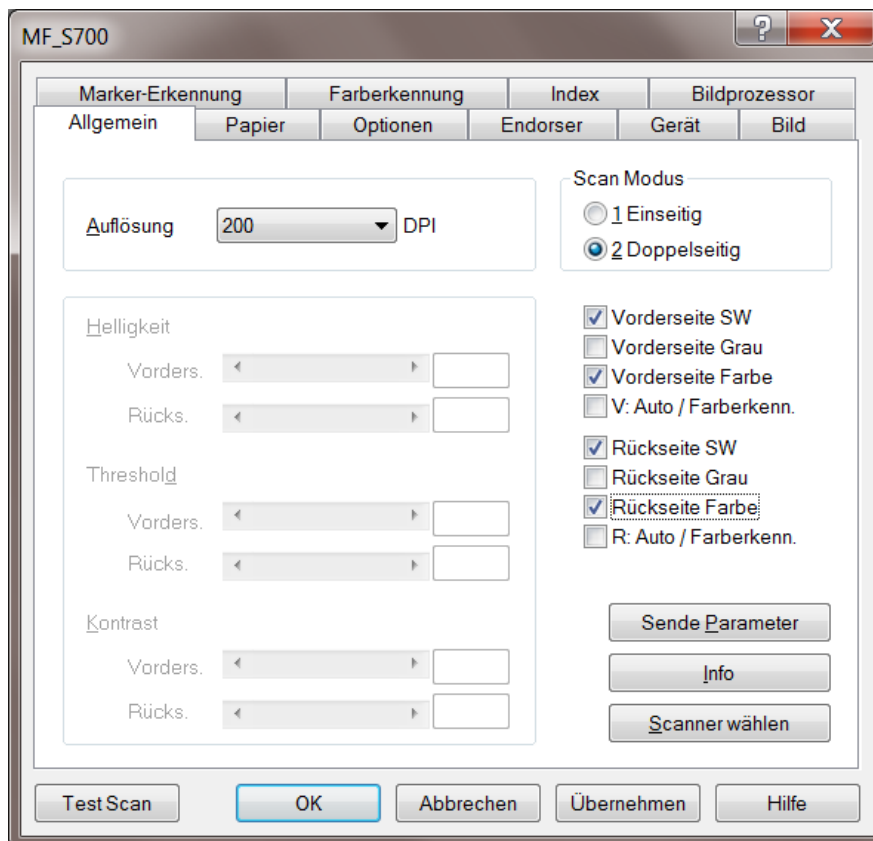 MF_S700
Marker-Erkennung Farberkennung Index Bildprozessor
Allgemein Papier Optionen Endorser Gerät Bild
Auflösung 200 DPI
Scan Modus
1 Einseitig
2 Doppelseitig
Helligkeit
Vorders.
Rücks.
Threshold
Vorders.
Rücks.
Kontrast
Vorders.
Rücks.
Vorderseite SW
Vorderseite Grau
Vorderseite Farbe
V: Auto / Farberkenn.
Rückseite SW
Rückseite Grau
Rückseite Farbe
R: Auto / Farberkenn.
Sende Parameter
Info
Scanner wählen
Test Scan OK Abbrechen Übernehmen Hilfe